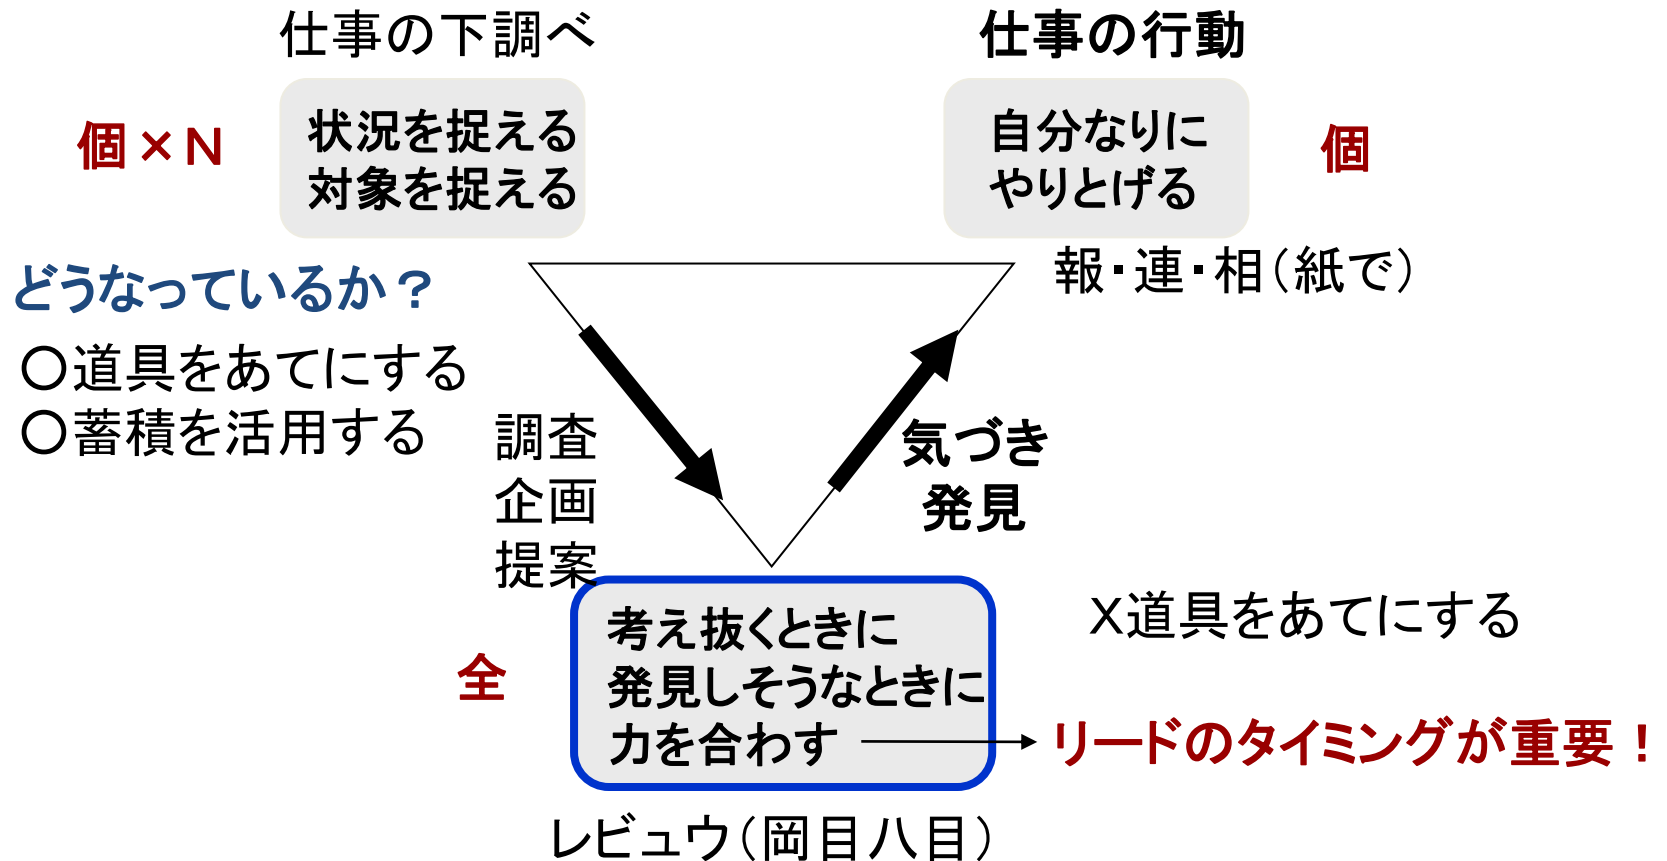 仕事の下調べ
仕事の行動
個×N
状況を捉える
対象を捉える
自分なりに
やりとげる
個
どうなっているか？
報・連・相（紙で）
○道具をあてにする
○蓄積を活用する
調査
企画
提案
気づき
発見
考え抜くときに
発見しそうなときに
力を合わす
全
X道具をあてにする
リードのタイミングが重要！
レビュウ（岡目八目）